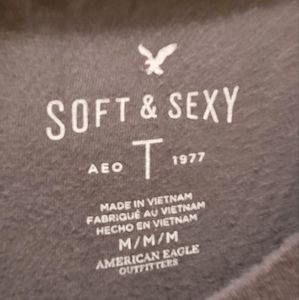 SOFT & SEXY
AEO T 1977
MADE IN VIETNAM
FABRIQUÉ AU VIETNAM
HECHO EN VIETNAM
M/M/M
AMERICAN EAGLE
OUTFITTERS